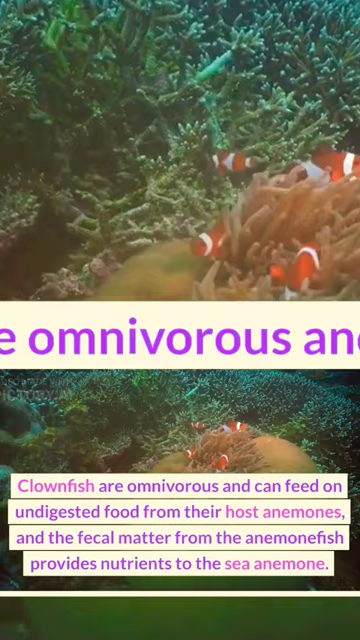 e omnivorous an
Clownfish are omnivorous and can feed on
undigested food from their host anemones,
and the fecal matter from the anemonefish
provides nutrients to the sea anemone.